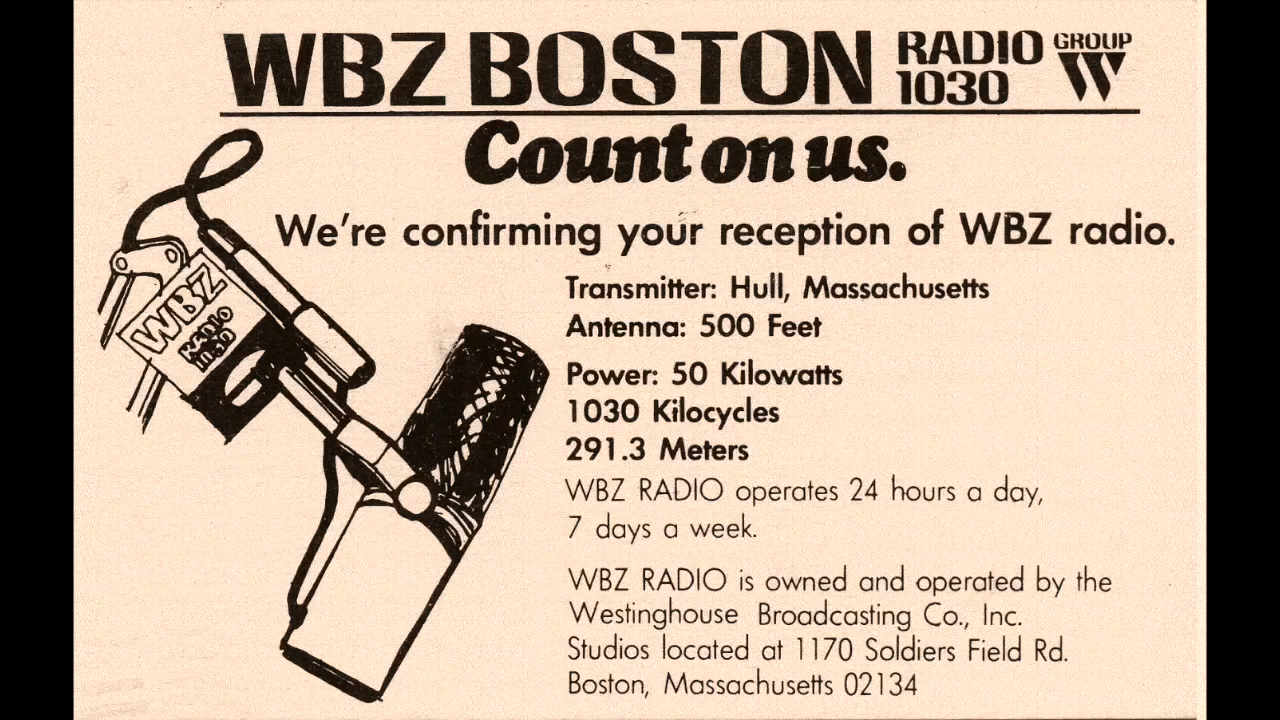 WBZ BOSTON RADIO 1030 GROUP W
Count on us.
We're confirming your reception of WBZ radio.
WBZ
RADIO
1030
Transmitter: Hull, Massachusetts
Antenna: 500 Feet
Power: 50 Kilowatts
1030 Kilocycles
291.3 Meters
WBZ RADIO operates 24 hours a day,
7 days a week.
WBZ RADIO is owned and operated by the
Westinghouse Broadcasting Co., Inc.
Studios located at 1170 Soldiers Field Rd.
Boston, Massachusetts 02134